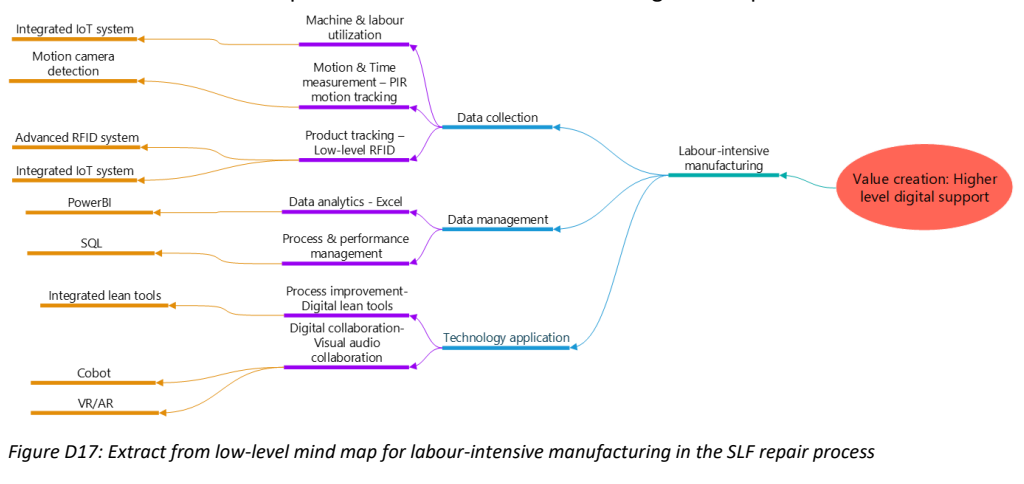 Integrated IoT system
Machine & labour
utilization
Motion camera
detection
Motion & Time
measurement – PIR
motion tracking
Data collection
Advanced RFID system
Product tracking –
Low-level RFID
Integrated IoT system
Labour-intensive
manufacturing
Value creation: Higher
level digital support
PowerBI
Data analytics - Excel
Data management
SQL
Process & performance
management
Integrated lean tools
Process improvement-
Digital lean tools
Digital collaboration-
Visual audio
collaboration
Technology application
Cobot
VR/AR
Figure D17: Extract from low-level mind map for labour-intensive manufacturing in the SLF repair process